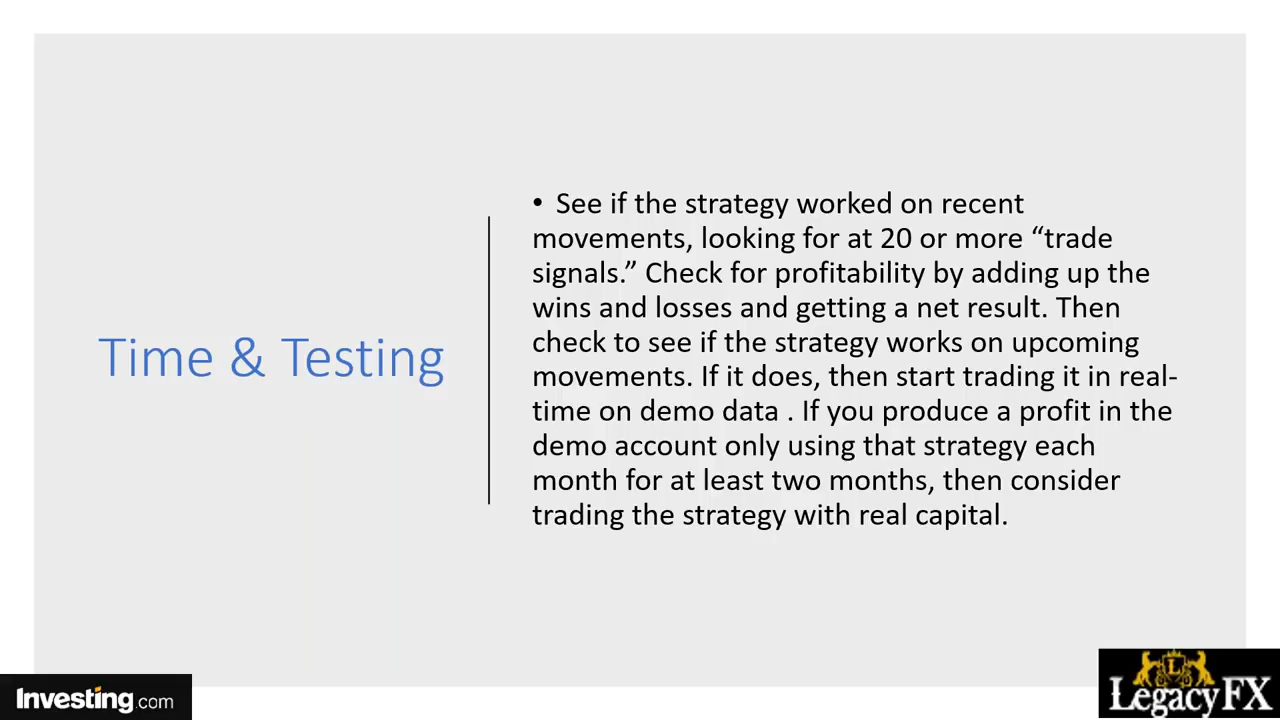 Time & Testing
• See if the strategy worked on recent
movements, looking for at 20 or more “trade
signals.” Check for profitability by adding up the
wins and losses and getting a net result. Then
check to see if the strategy works on upcoming
movements. If it does, then start trading it in real-
time on demo data . If you produce a profit in the
demo account only using that strategy each
month for at least two months, then consider
trading the strategy with real capital.
Investing.com
LegacyFX